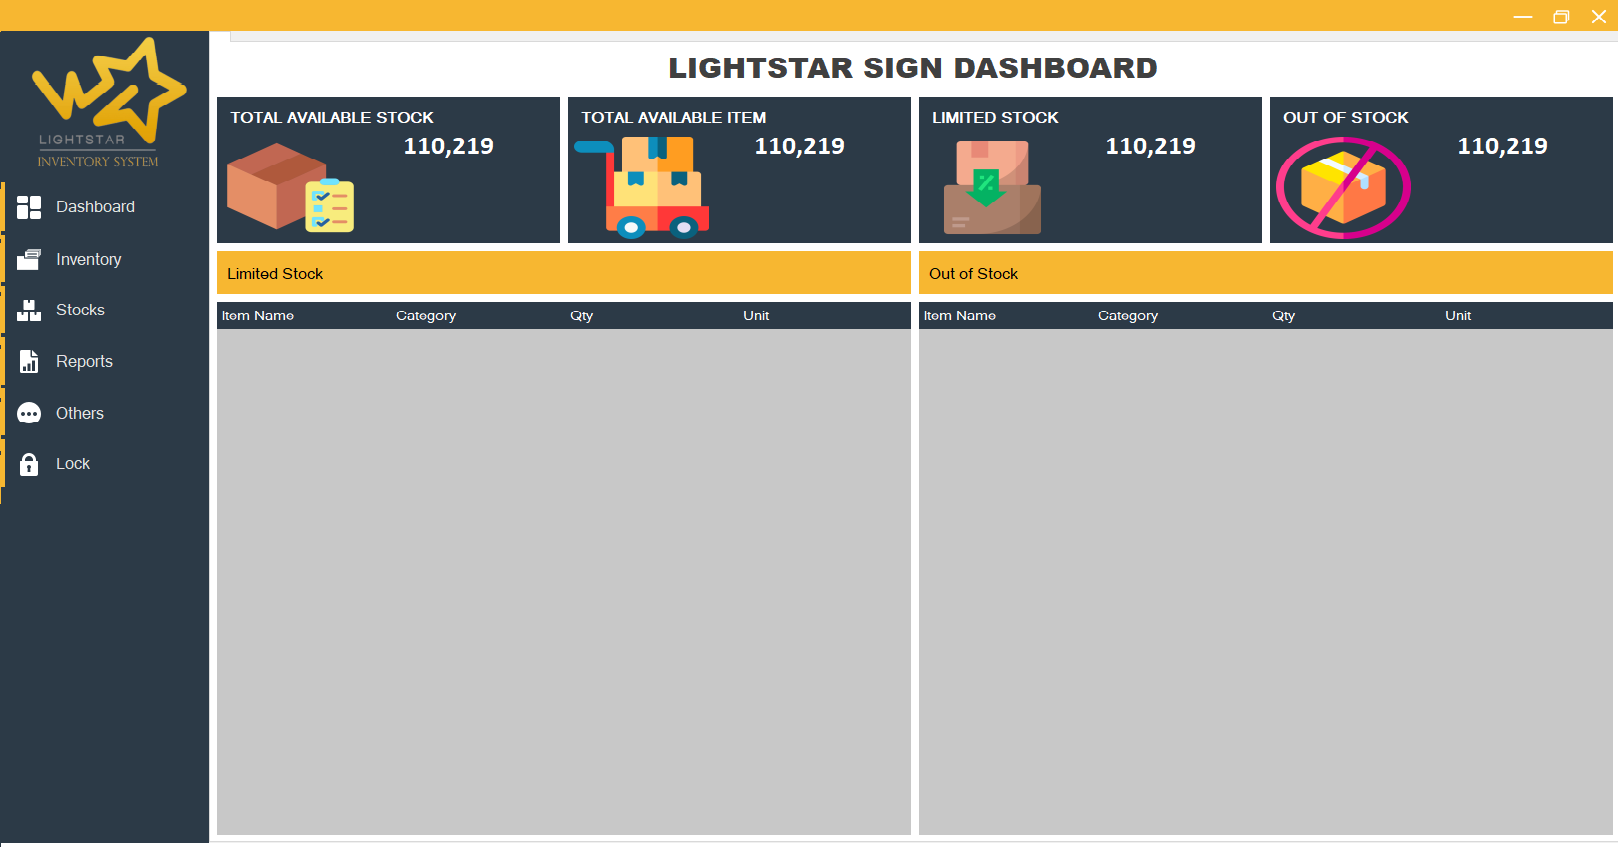 LIGHTSTAR
INVENTORY SYSTEM
Dashboard
Inventory
Stocks
Reports
Others
Lock
LIGHTSTAR SIGN DASHBOARD
TOTAL AVAILABLE STOCK
110,219
TOTAL AVAILABLE ITEM
110,219
LIMITED STOCK
110,219
%
OUT OF STOCK
110,219
Limited Stock
Item Name Category Qty Unit
Out of Stock
Item Name Category Qty Unit